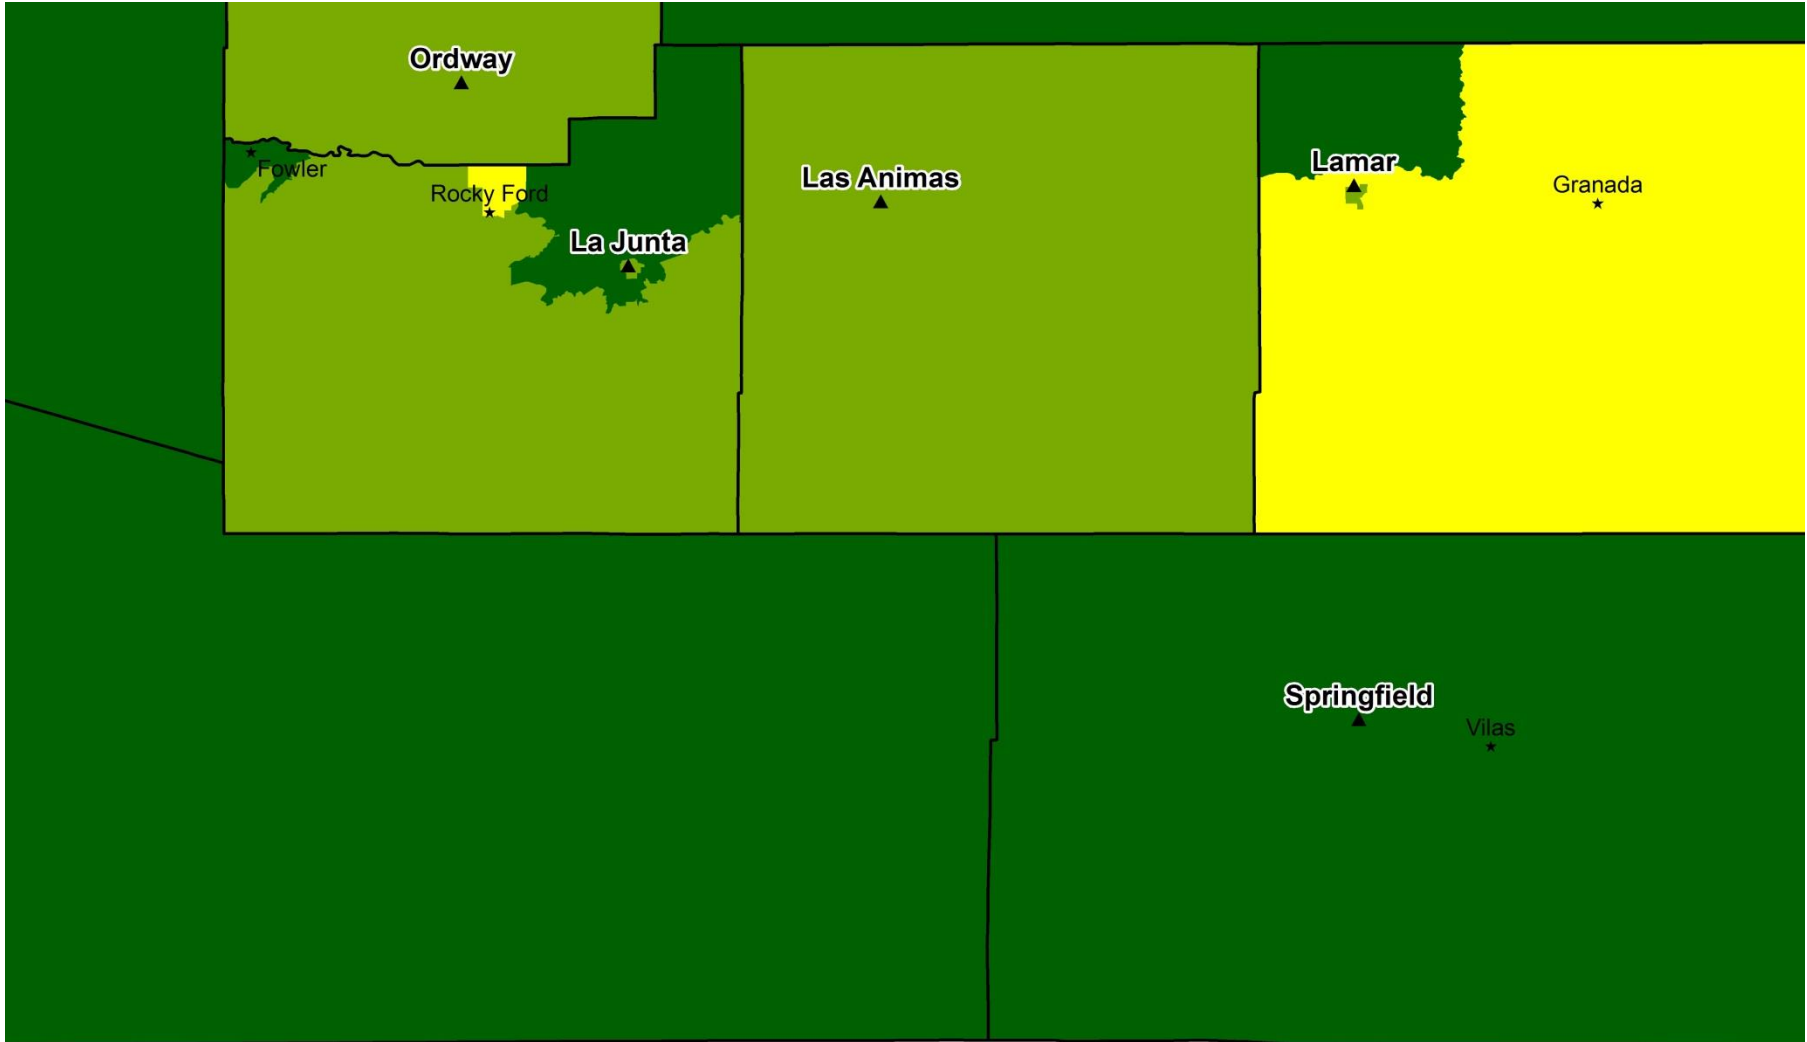 Ordway
Fowler
Rocky Ford
La Junta
Las Animas
Lamar
Granada
Springfield
Vilas